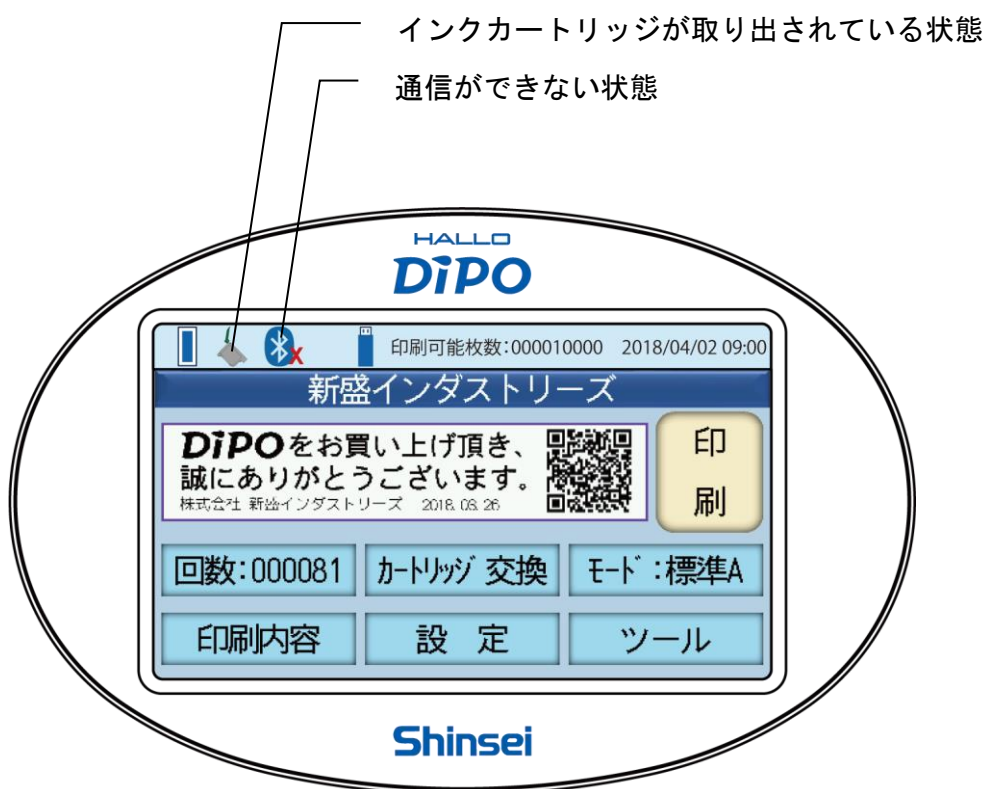 インクカートリッジが取り出されている状態
通信ができない状態
HALLO
DiPO
印刷可能枚数:000010000 2018/04/02 09:00
新盛インダストリーズ
DiPOをお買い上げ頂き、
誠にありがとうございます。
株式会社 新盛インダストリーズ 2018.03.26
印
刷
回数:000081
ｶｰﾄﾘｯｼﾞ 交換
ﾓｰﾄﾞ:標準A
印刷内容
設 定
ツール
Shinsei